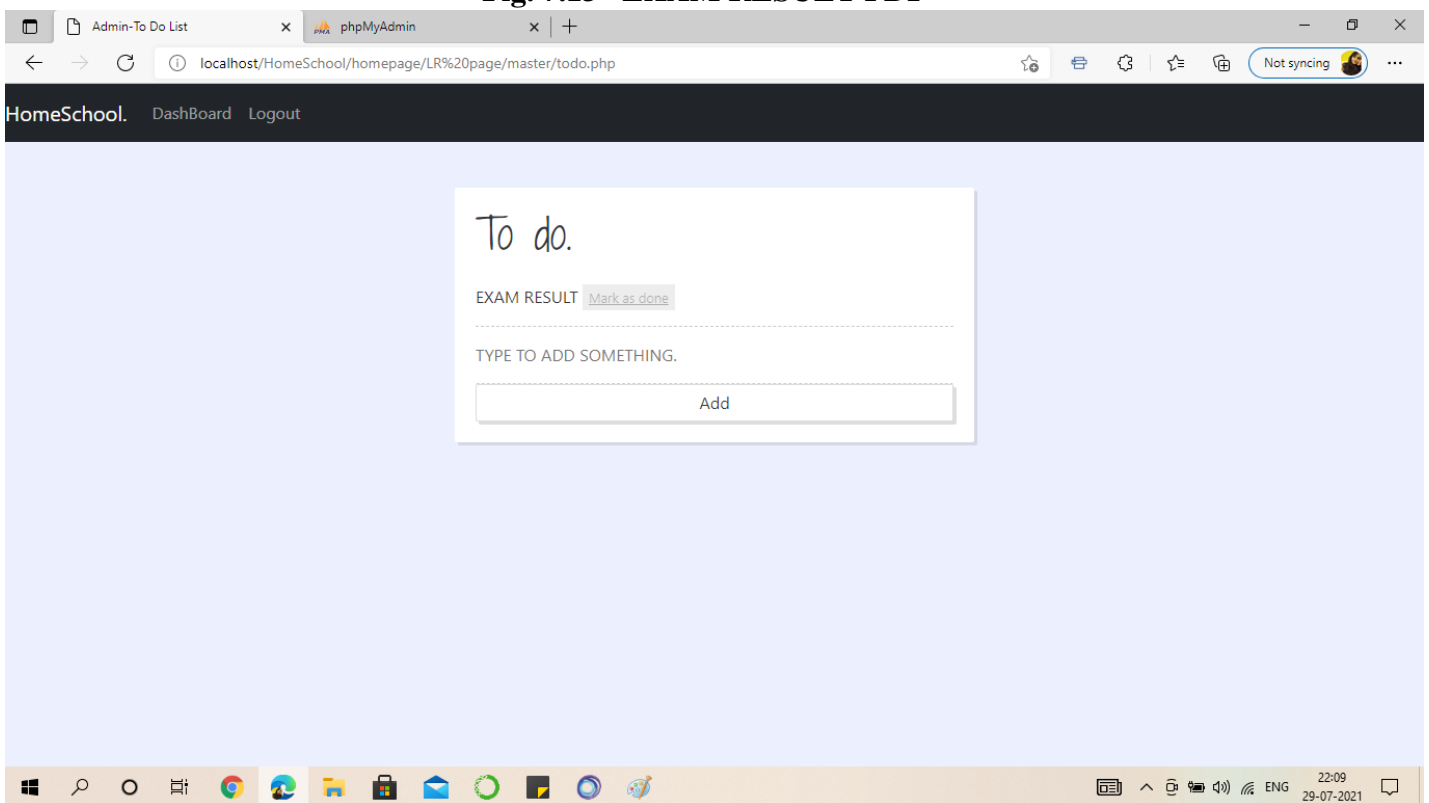 Admin-To Do List
phpMyAdmin
localhost/HomeSchool/homepage/LR%20page/master/todo.php
Not syncing
HomeSchool. DashBoard Logout
To do.
EXAM RESULT Mark as done
TYPE TO ADD SOMETHING.
Add
ENG
22:09
29-07-2021